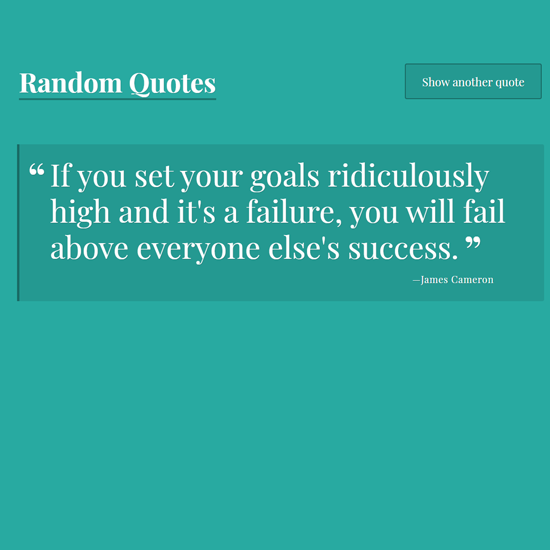 Random Quotes
Show another quote
“If you set your goals ridiculously
high and it's a failure, you will fail
above everyone else's success.”
—James Cameron